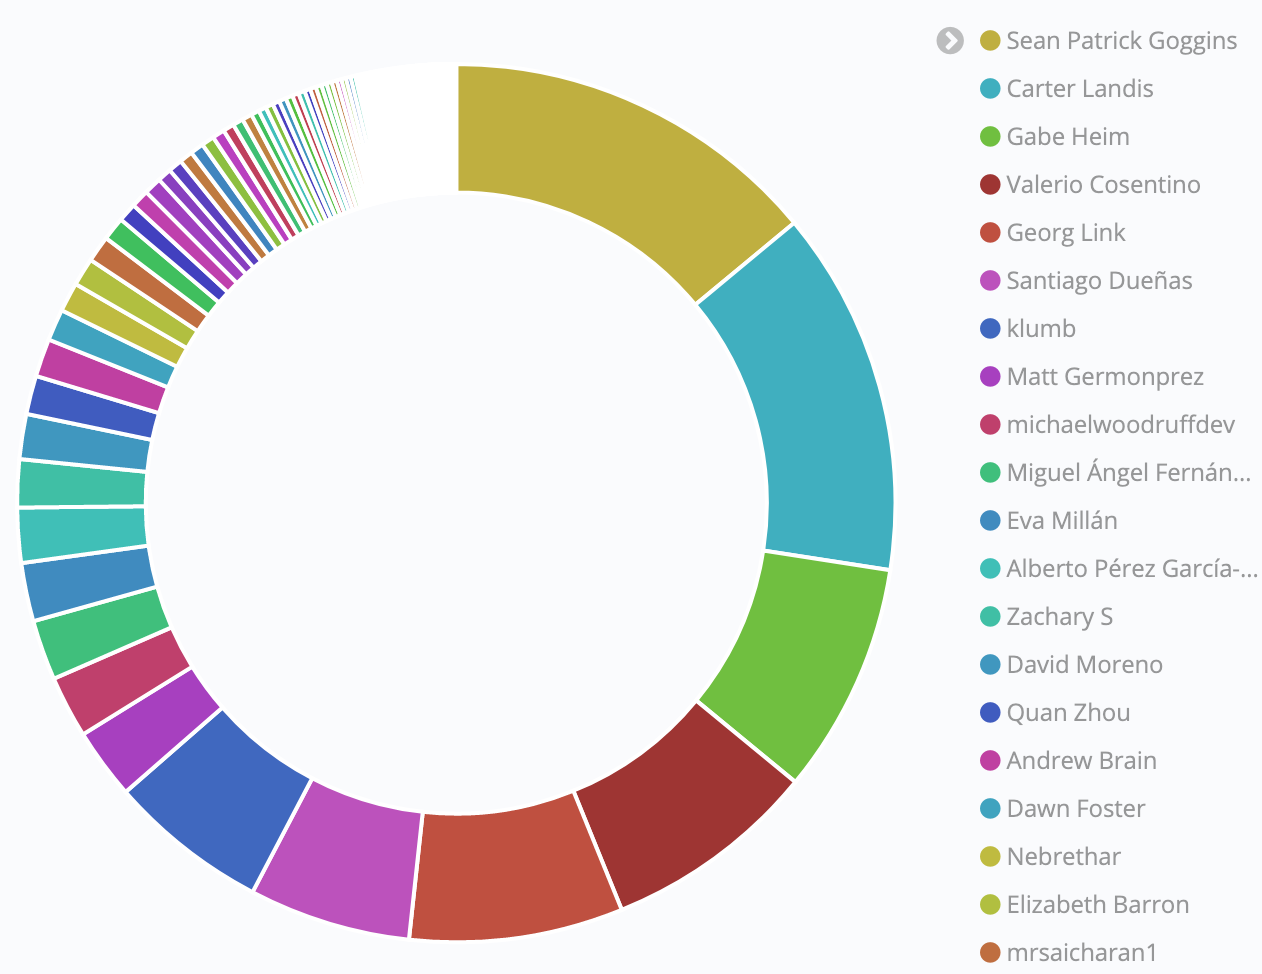 Sean Patrick Goggins
Carter Landis
Gabe Heim
Valerio Cosentino
Georg Link
Santiago Dueñas
klumb
Matt Germonprez
michaelwoodruffdev
Miguel Ángel Fernán...
Eva Millán
Alberto Pérez García-...
Zachary S
David Moreno
Quan Zhou
Andrew Brain
Dawn Foster
Nebrethar
Elizabeth Barron
mrsaicharan1